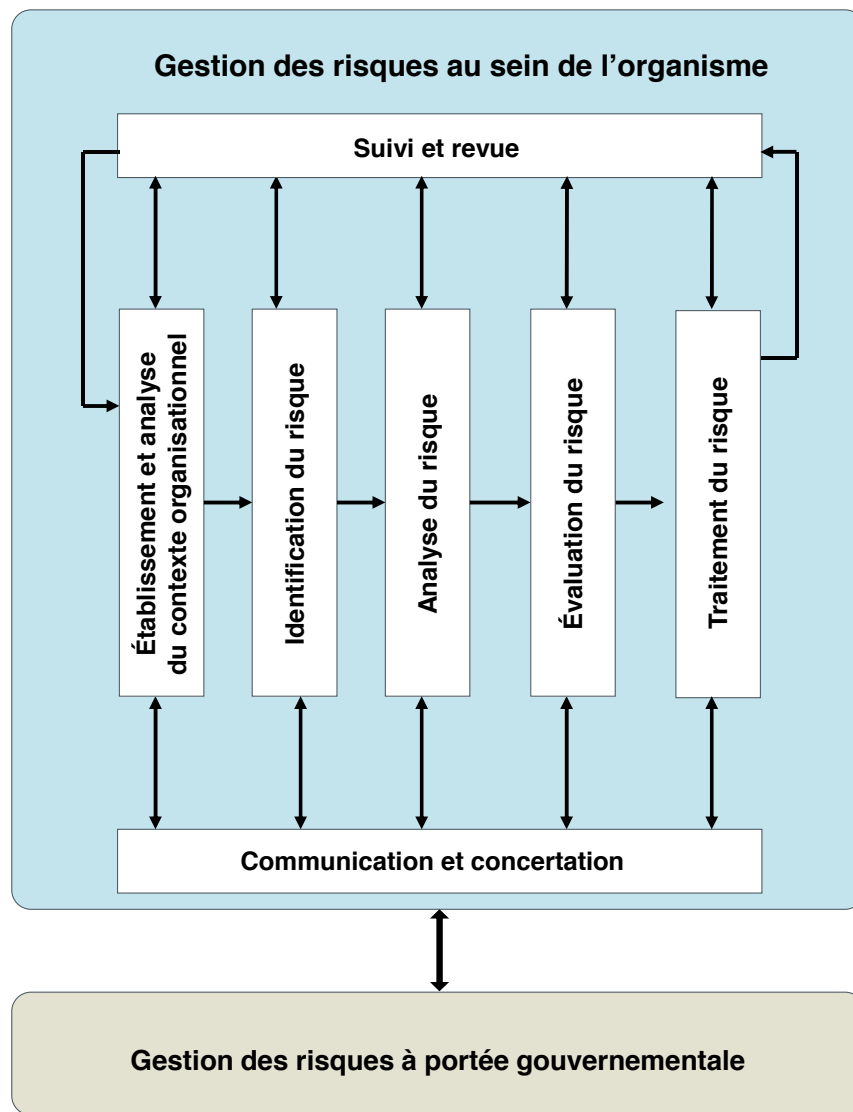 Gestion des risques au sein de l'organisme
Suivi et revue
Établissement et analyse
du contexte organisationnel
Identification du risque
Analyse du risque
Évaluation du risque
Traitement du risque
Communication et concertation
Gestion des risques à portée gouvernementale